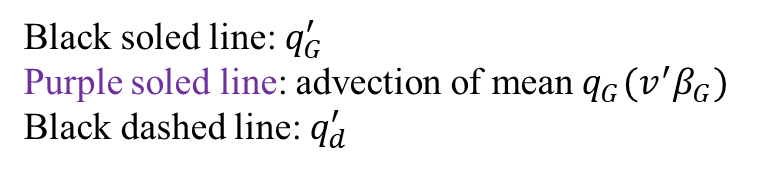 Black soled line: q′_G
Purple soled line: advection of mean q_G(v′β_G)
Black dashed line: q′_d